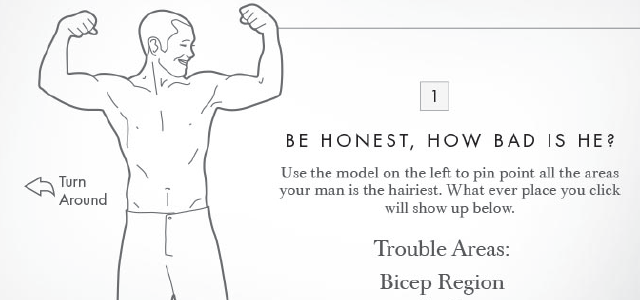 1
BE HONEST, HOW BAD IS HE?
Use the model on the left to pin point all the areas
your man is the hairiest. What ever place you click
will show up below.
Turn
Around
Trouble Areas:
Bicep Region